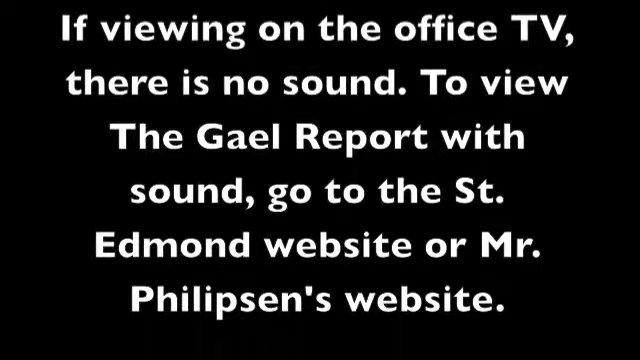 If viewing on the office TV,
there is no sound. To view
The Gael Report with
sound, go to the St.
Edmond website or Mr.
Philipsen's website.